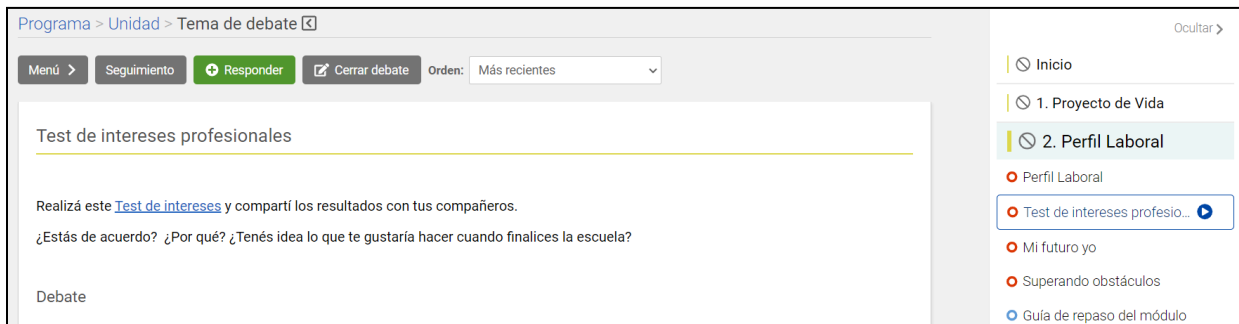 Programa > Unidad > Tema de debate
Menú >
Seguimiento
Responder
Cerrar debate
Orden:
Más recientes
Test de intereses profesionales
Realizá este Test de intereses y compartí los resultados con tus compañeros.
¿Estás de acuerdo? ¿Por qué? ¿Tenés idea lo que te gustaría hacer cuando finalices la escuela?
Debate
Ocultar >
Inicio
1. Proyecto de Vida
2. Perfil Laboral
Perfil Laboral
Test de intereses profesio...
Mi futuro yo
Superando obstáculos
Guía de repaso del módulo